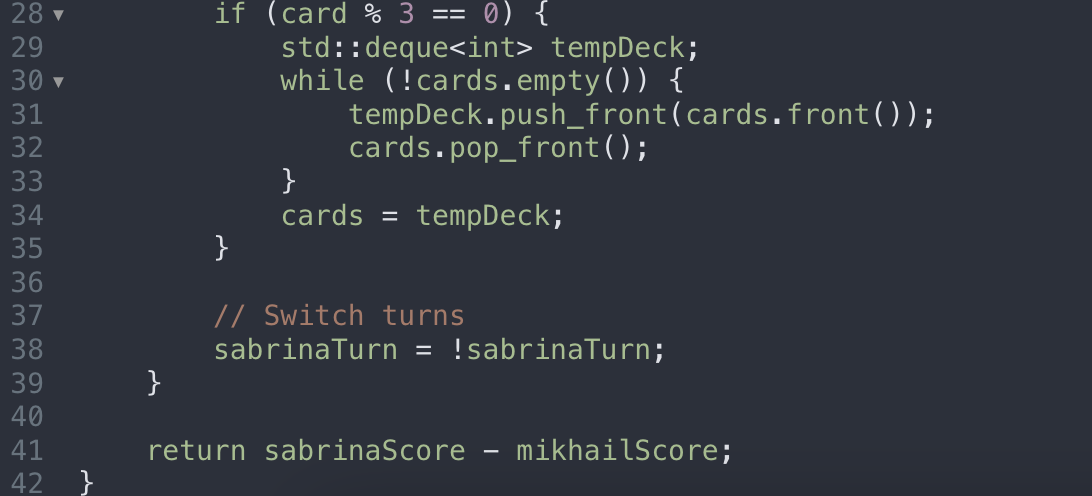 28 ▾        if (card % 3 == 0) {
29              std::deque<int> tempDeck;
30 ▾            while (!cards.empty()) {
31                  tempDeck.push_front(cards.front());
32                  cards.pop_front();
33              }
34              cards = tempDeck;
35          }
36
37          // Switch turns
38          sabrinaTurn = !sabrinaTurn;
39      }
40
41      return sabrinaScore - mikhailScore;
42  }